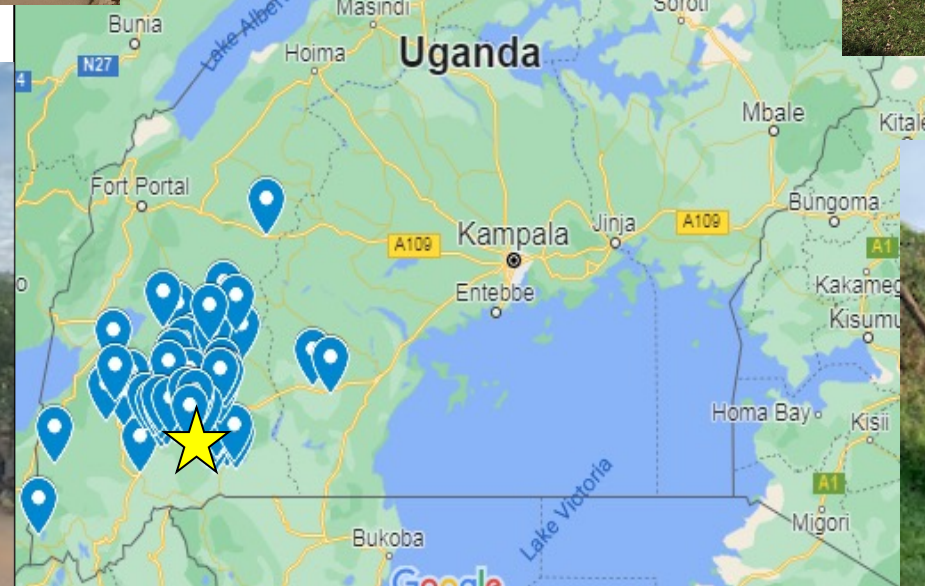 Masindi
Soroti
Bunia
Lake Albert
Hoima
Uganda
N27
4
Mbale
Kitale
Fort Portal
Bungoma
Jinja
A109
Kampala
A109
A1
o
Entebbe
Kakameg
Kisumu
Homa Bay
Kisii
Lake Victoria
A1
Migori
Bukoba
Google